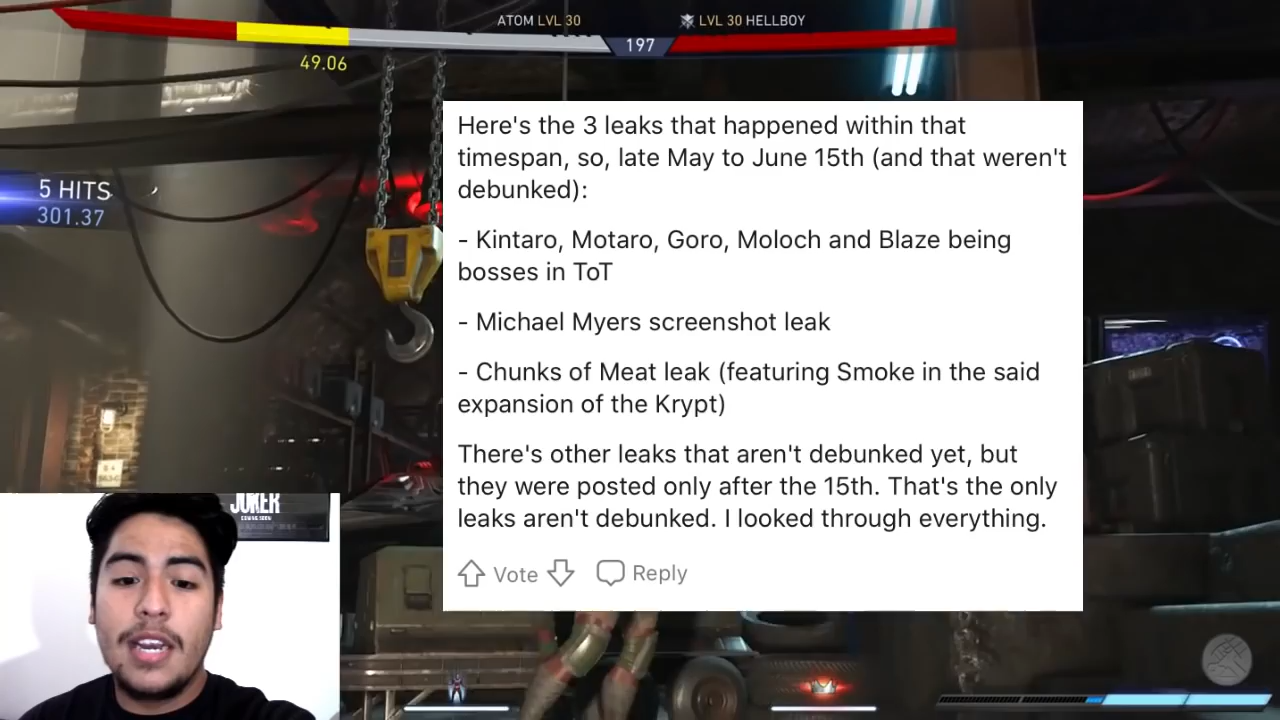 ATOM LVL 30
LVL 30 HELLBOY
197
49.06
5 HITS
301.37
Here's the 3 leaks that happened within that
timespan, so, late May to June 15th (and that weren't
debunked):
- Kintaro, Motaro, Goro, Moloch and Blaze being
bosses in ToT
- Michael Myers screenshot leak
- Chunks of Meat leak (featuring Smoke in the said
expansion of the Krypt)
There's other leaks that aren't debunked yet, but
they were posted only after the 15th. That's the only
leaks aren't debunked. I looked through everything.
Vote
Reply
JOKER
COMING SOON